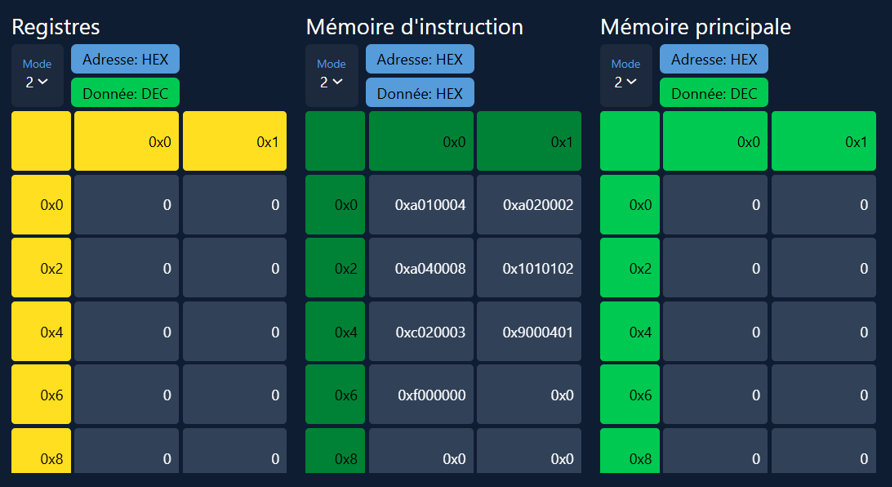 Registres
Mode
2
Adresse: HEX
Donnée: DEC
0x0 0x1
0x0 0 0
0x2 0 0
0x4 0 0
0x6 0 0
0x8 0 0
Mémoire d'instruction
Mode
2
Adresse: HEX
Donnée: HEX
0x0 0x1
0x0 0xa010004 0xa020002
0x2 0xa040008 0x1010102
0x4 0xc020003 0x9000401
0x6 0xf000000 0x0
0x8 0x0 0x0
Mémoire principale
Mode
2
Adresse: HEX
Donnée: DEC
0x0 0x1
0x0 0 0
0x2 0 0
0x4 0 0
0x6 0 0
0x8 0 0